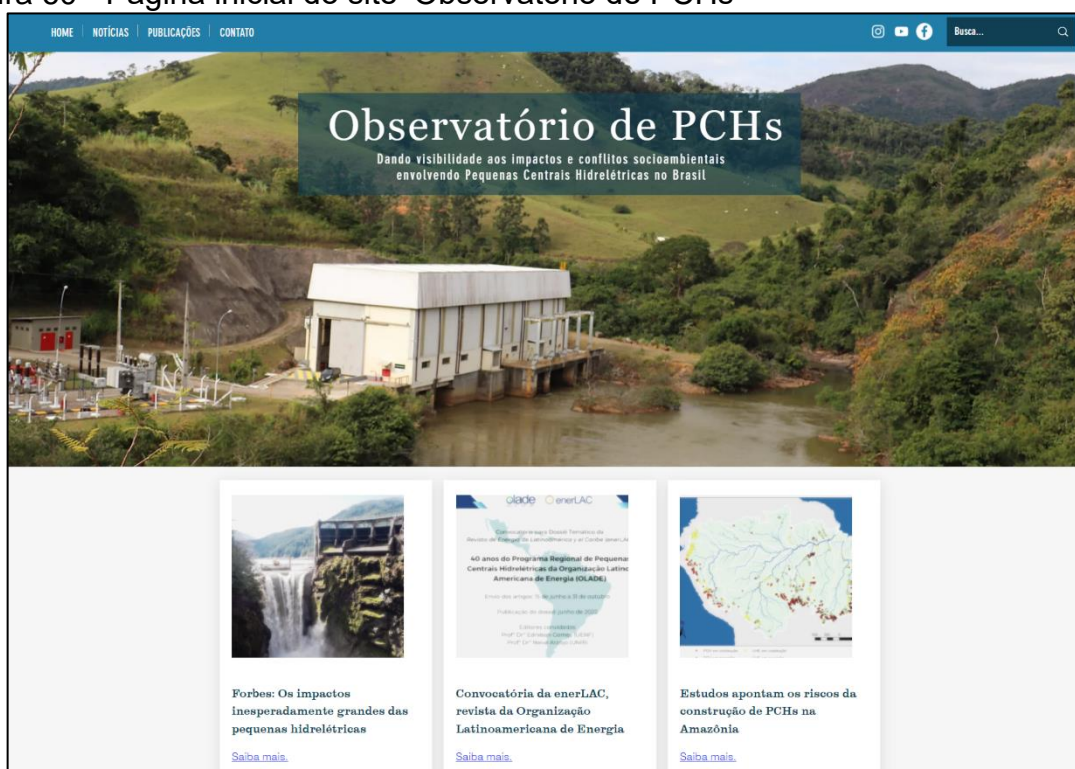 Página inicial do site Observatório de PCHs
HOME NOTÍCIAS PUBLICAÇÕES CONTATO
Busca...
Observatório de PCHs
Dando visibilidade aos impactos e conflitos socioambientais
envolvendo Pequenas Centrais Hidrelétricas no Brasil
olade enerLAC
40 anos do Programa Regional de Pequenas
Centrais Hidrelétricas da Organização Latino
Americana de Energia (OLADE)
Forbes: Os impactos
inesperadamente grandes das
pequenas hidrelétricas
Saiba mais.
Convocatória da enerLAC,
revista da Organização
Latinoamericana de Energia
Saiba mais.
Estudos apontam os riscos da
construção de PCHs na
Amazônia
Saiba mais.